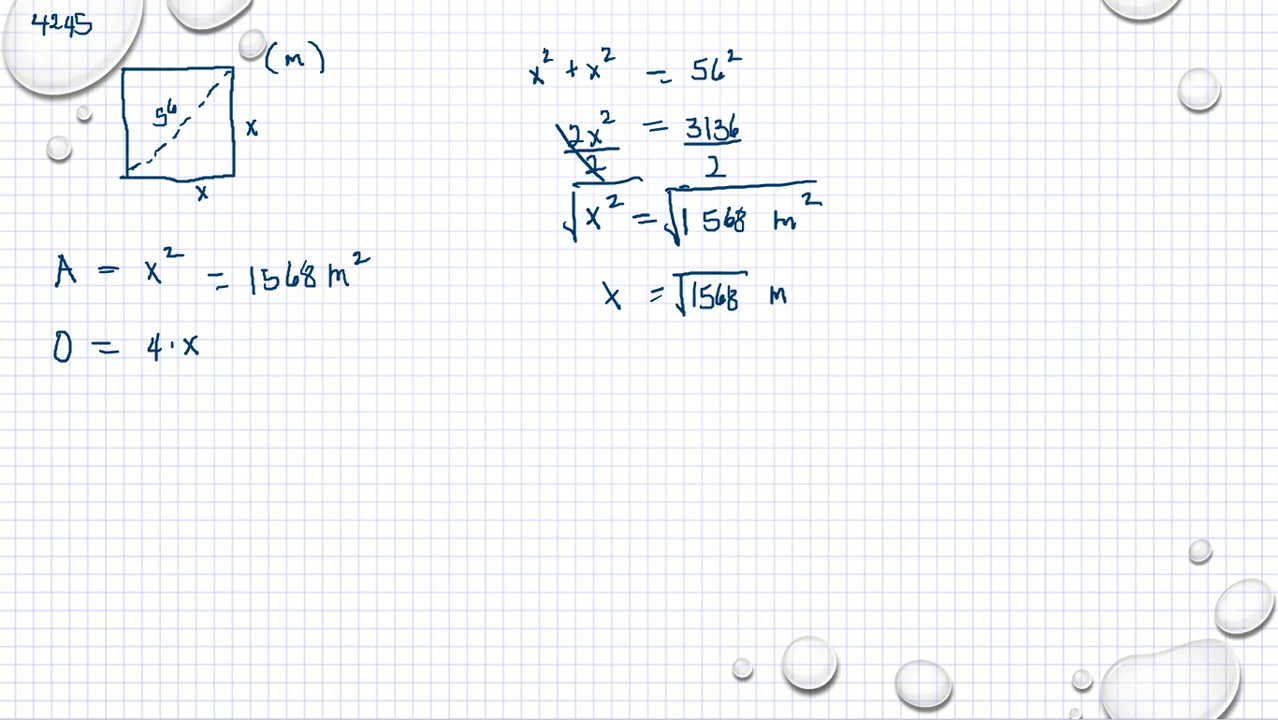 4245
(m)
56
x
x
A = x² = 1568 m²
O = 4·x
x² + x² = 56²
2x²/2 = 3136/2
√x² = √1568 m²
x = √1568 m